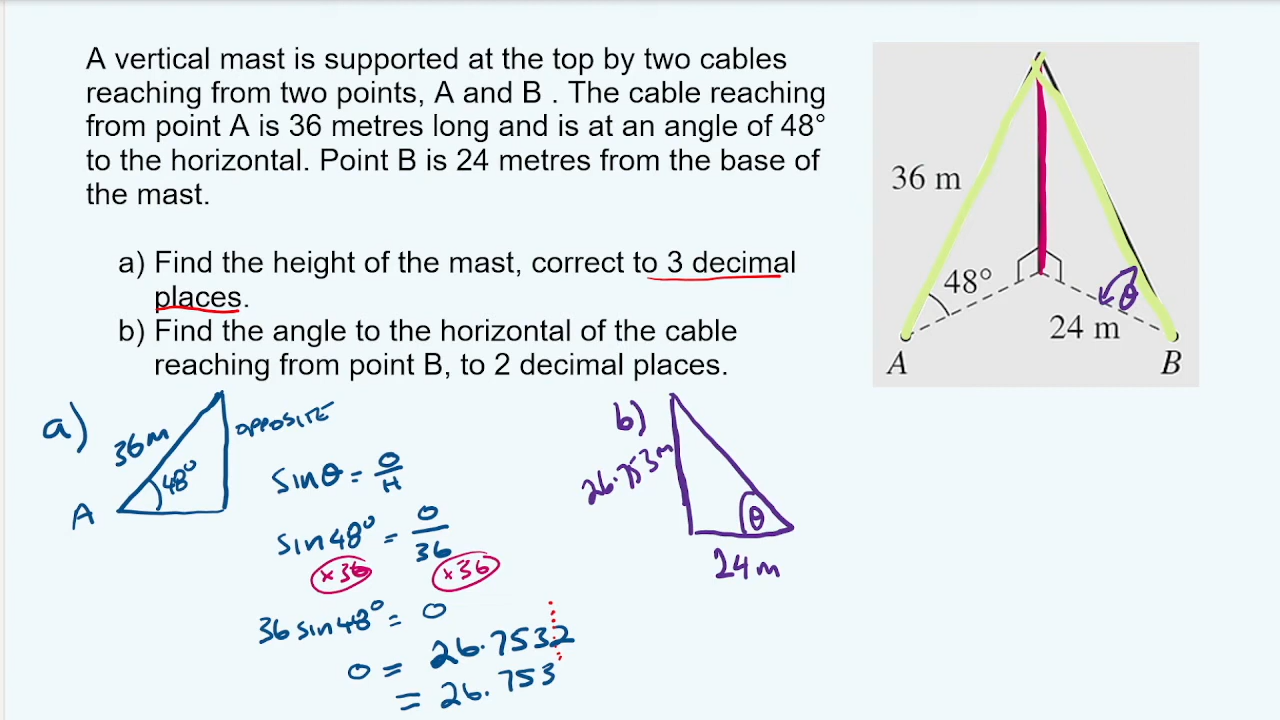 A vertical mast is supported at the top by two cables
reaching from two points, A and B . The cable reaching
from point A is 36 metres long and is at an angle of 48°
to the horizontal. Point B is 24 metres from the base of
the mast.
a) Find the height of the mast, correct to 3 decimal
places.
b) Find the angle to the horizontal of the cable
reaching from point B, to 2 decimal places.
36 m
48°
θ
24 m
A
B
a)
36m
OPPOSITE
48°
A
sinθ = O/H
sin48° = O/36
×36 ×36
36 sin48° = O
O = 26.7532
= 26.753
b)
26.753m
θ
24m